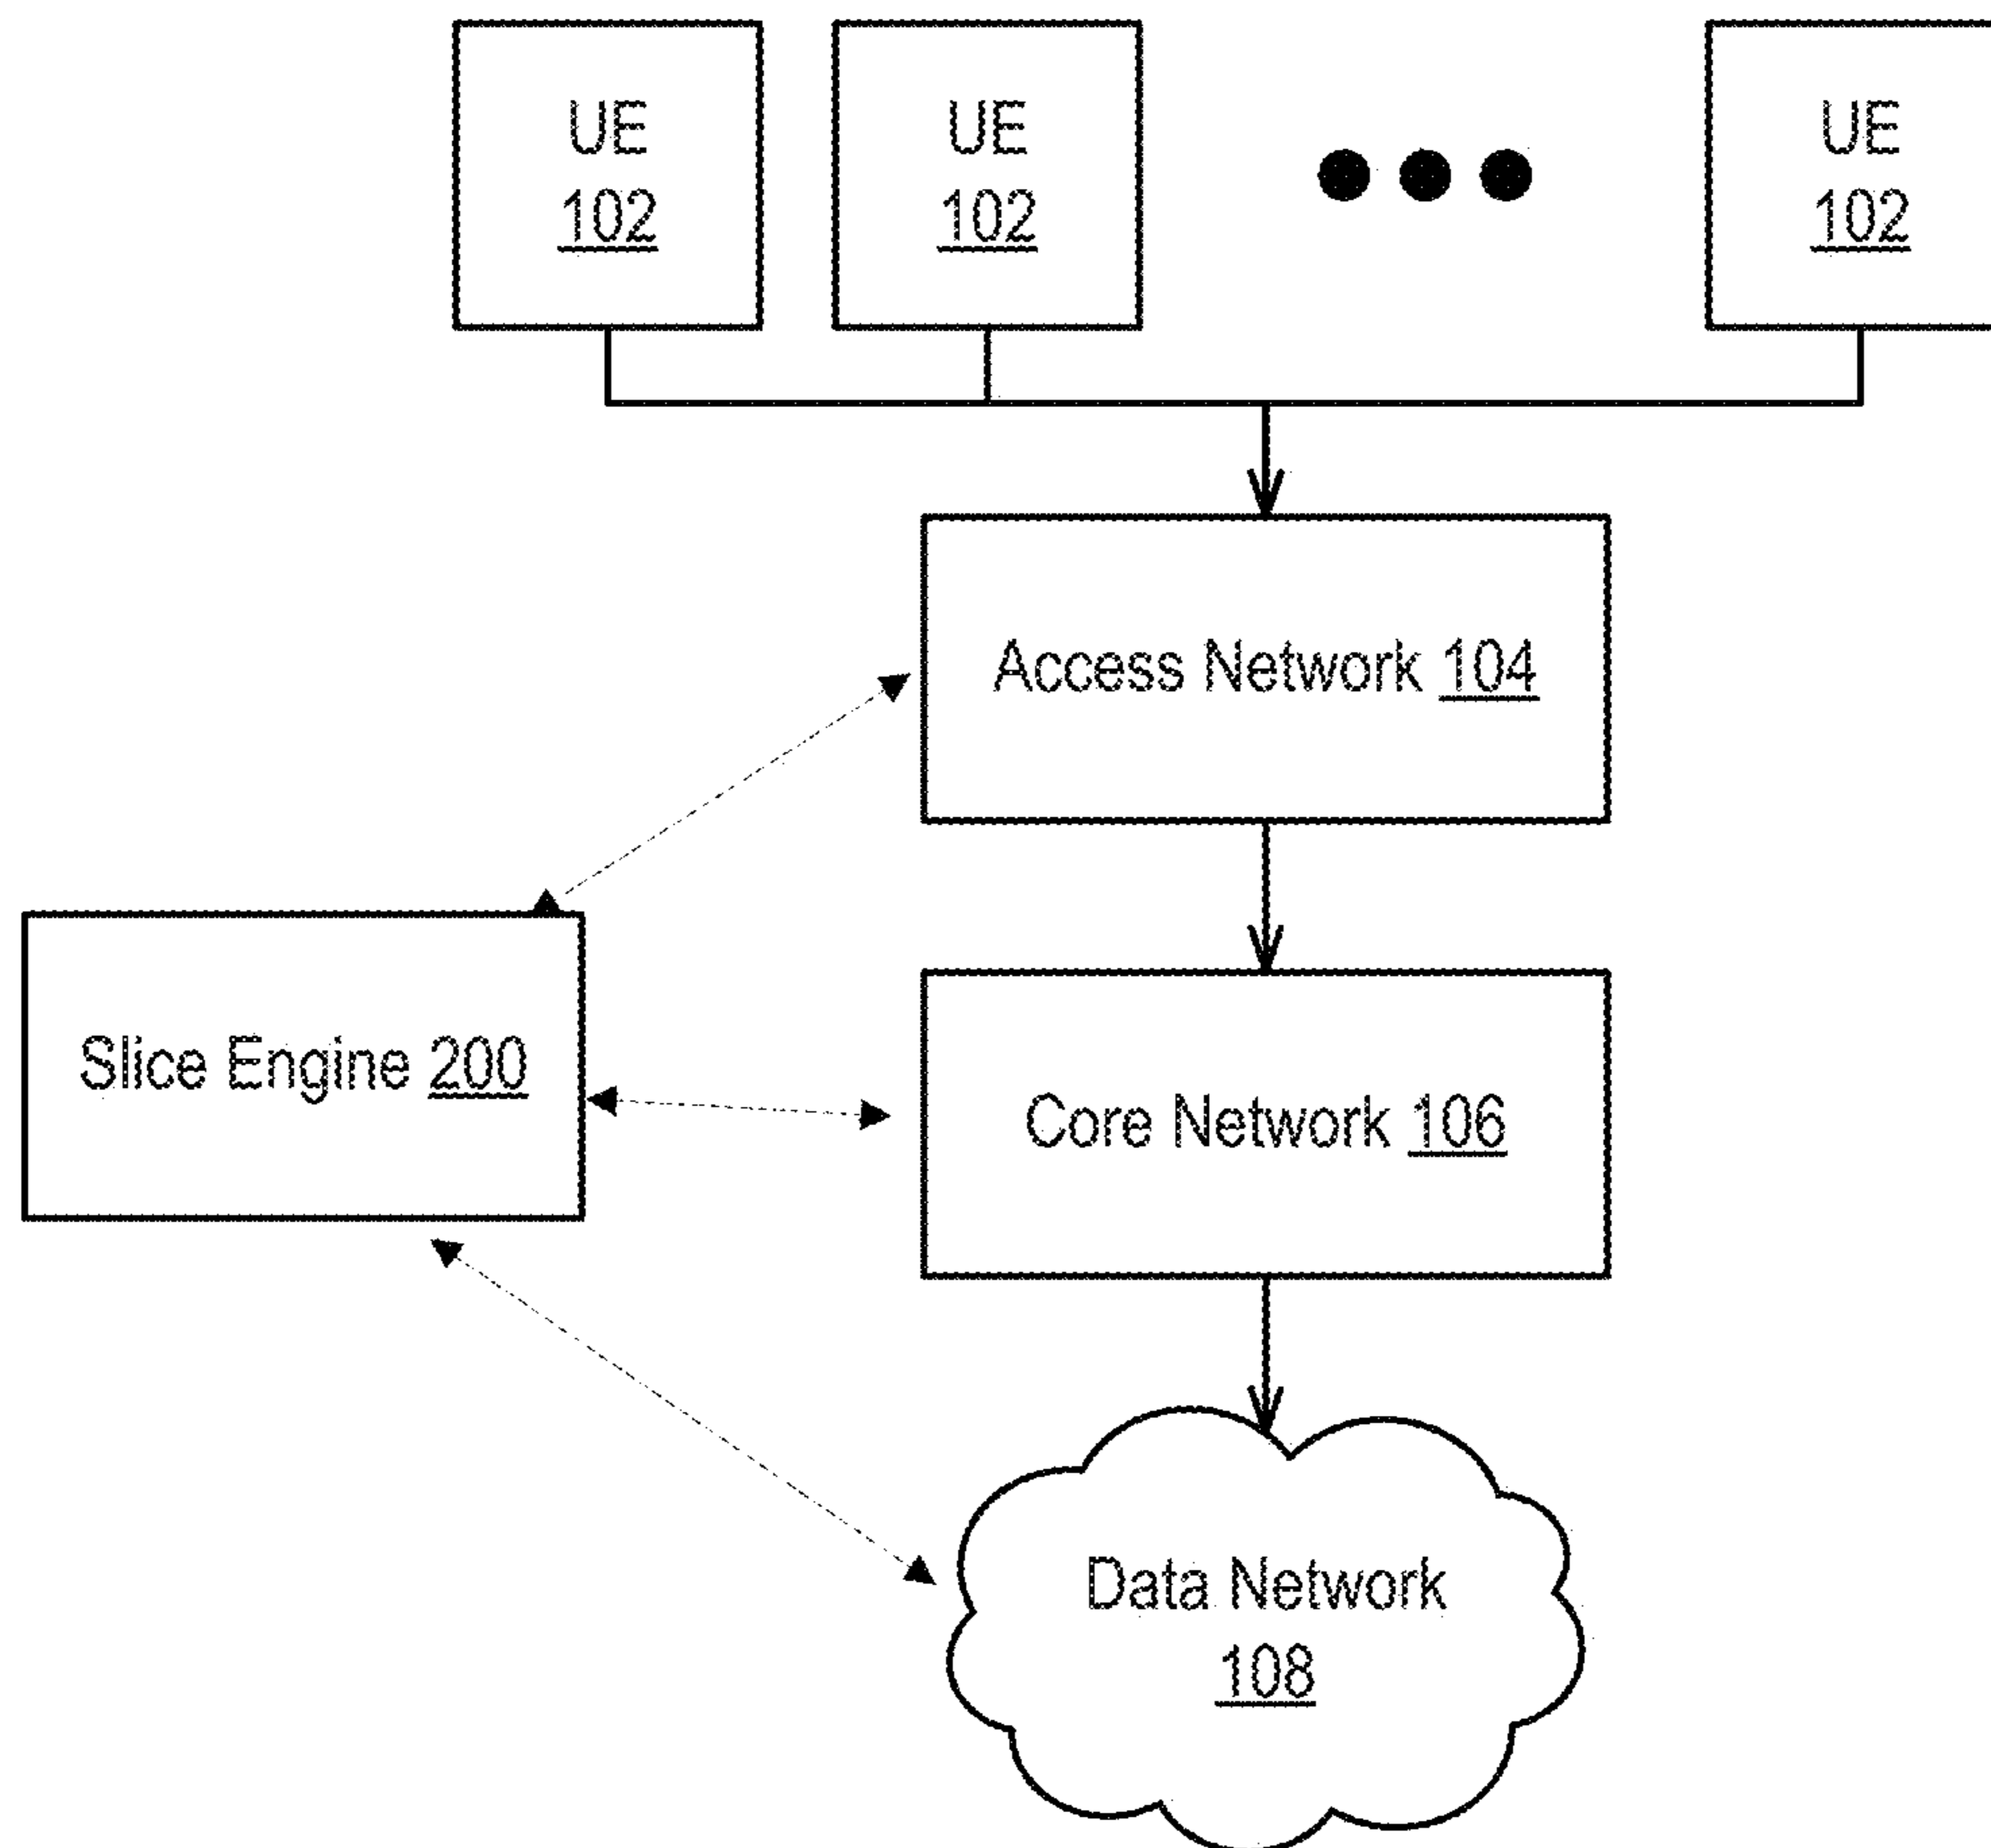 UE
102
UE
102
UE
102
Access Network 104
Slice Engine 200
Core Network 106
Data Network
108